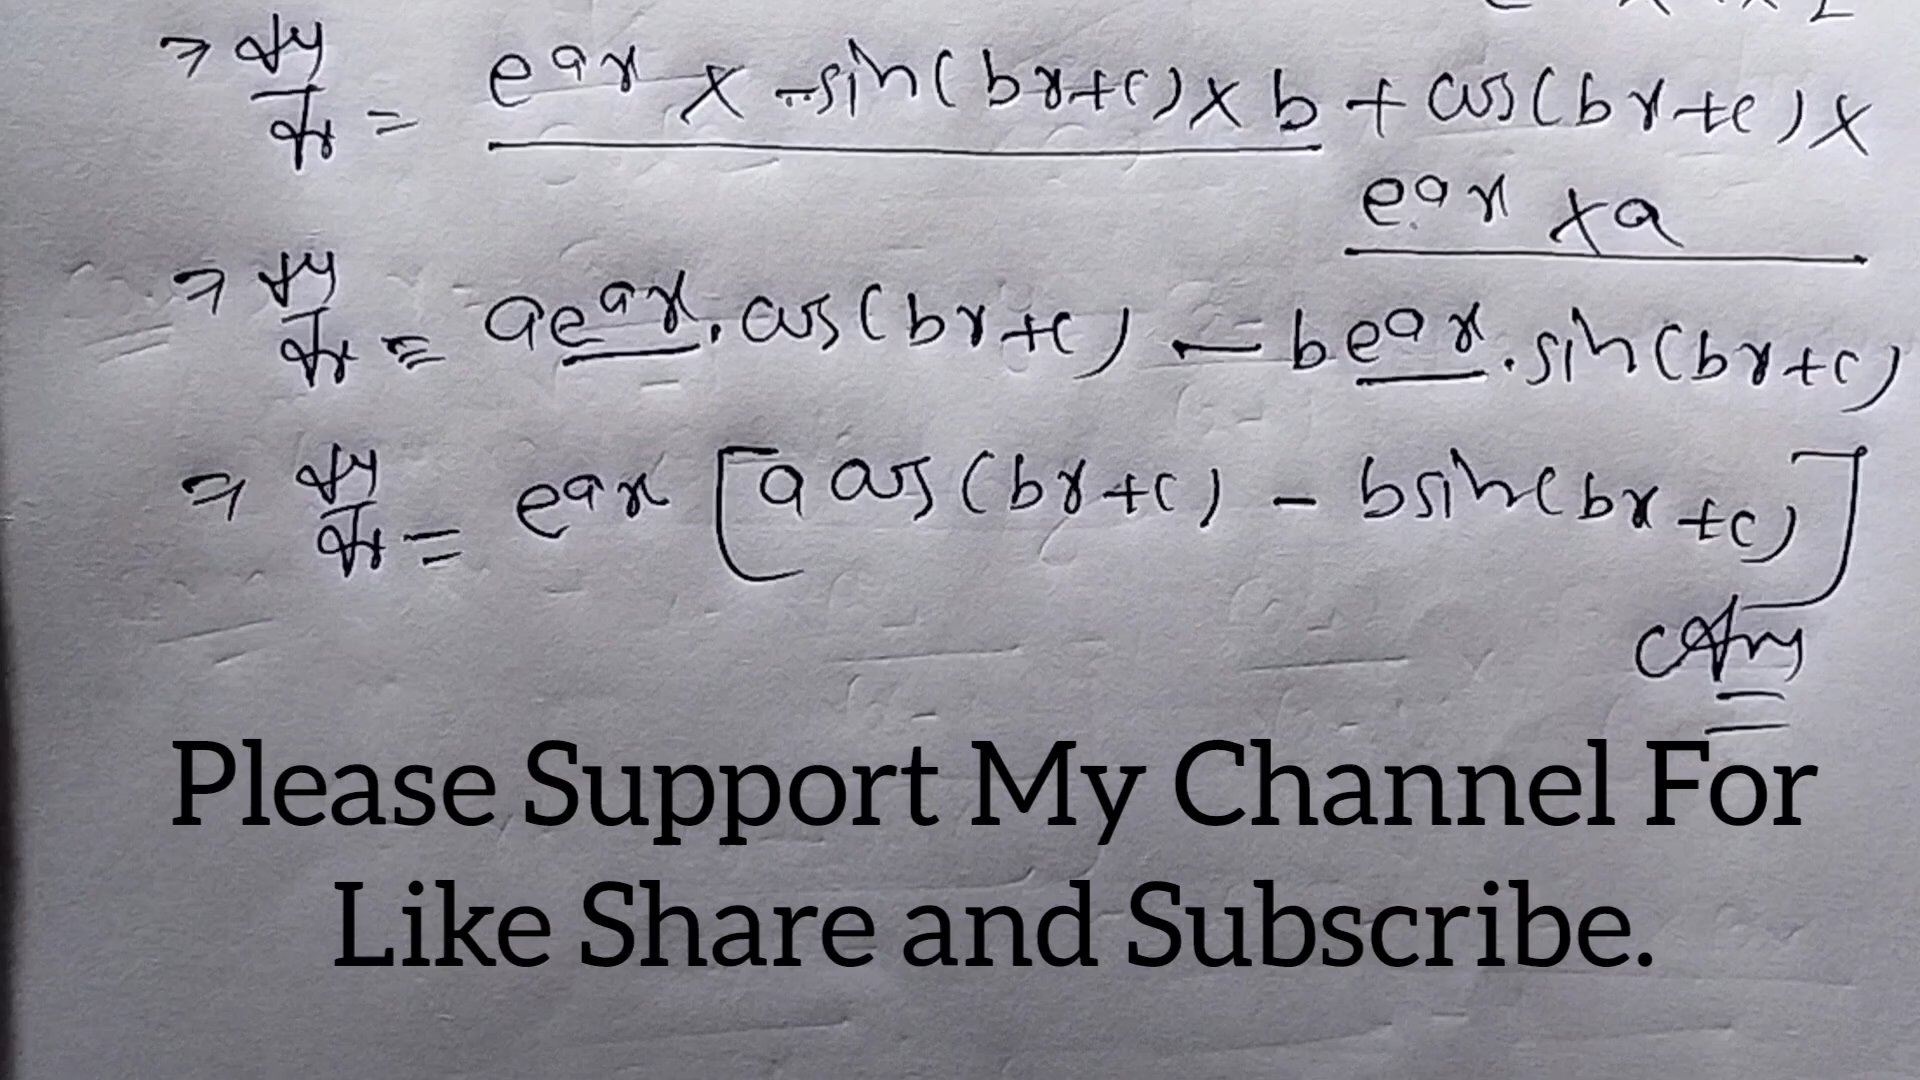 ⇒ dy/dx = e^ax × -sin(bx+c) × b + cos(bx+c) ×
e^ax × a
⇒ dy/dx = ae^ax . cos(bx+c) - be^ax . sin(bx+c)
⇒ dy/dx = e^ax [a cos(bx+c) - b sin(bx+c)]
Ans
Please Support My Channel For
Like Share and Subscribe.